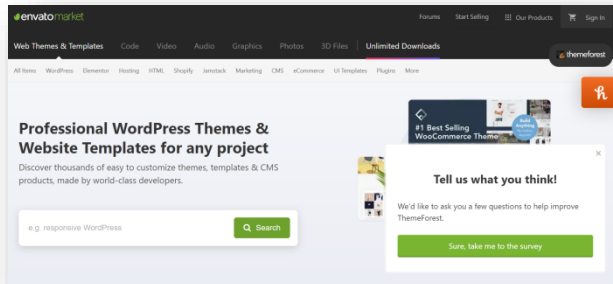 envatomarket
Forums Start Selling Our Products Sign In
Web Themes & Templates Code Video Audio Graphics Photos 3D Files Unlimited Downloads
themeforest
All Items WordPress Elementor Hosting HTML Shopify Jamstack Marketing CMS eCommerce UI Templates Plugins More
Professional WordPress Themes &
Website Templates for any project
Discover thousands of easy to customize themes, templates & CMS
products, made by world-class developers.
e.g. responsive WordPress
Search
#1 Best Selling
WooCommerce Theme
Build
Anything
Tell us what you think!
We'd like to ask you a few questions to help improve
ThemeForest.
Sure, take me to the survey